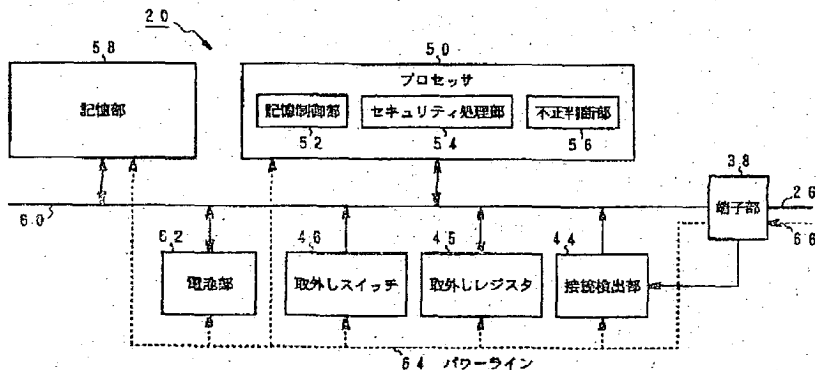 20
58
50
記憶部
プロセッサ
記憶制御部
セキュリティ処理部
不正判断部
52
54
56
38
26
端子部
60
66
62
46
45
44
電池部
取外しスイッチ
取外しレジスタ
接続検出部
64 パワーライン